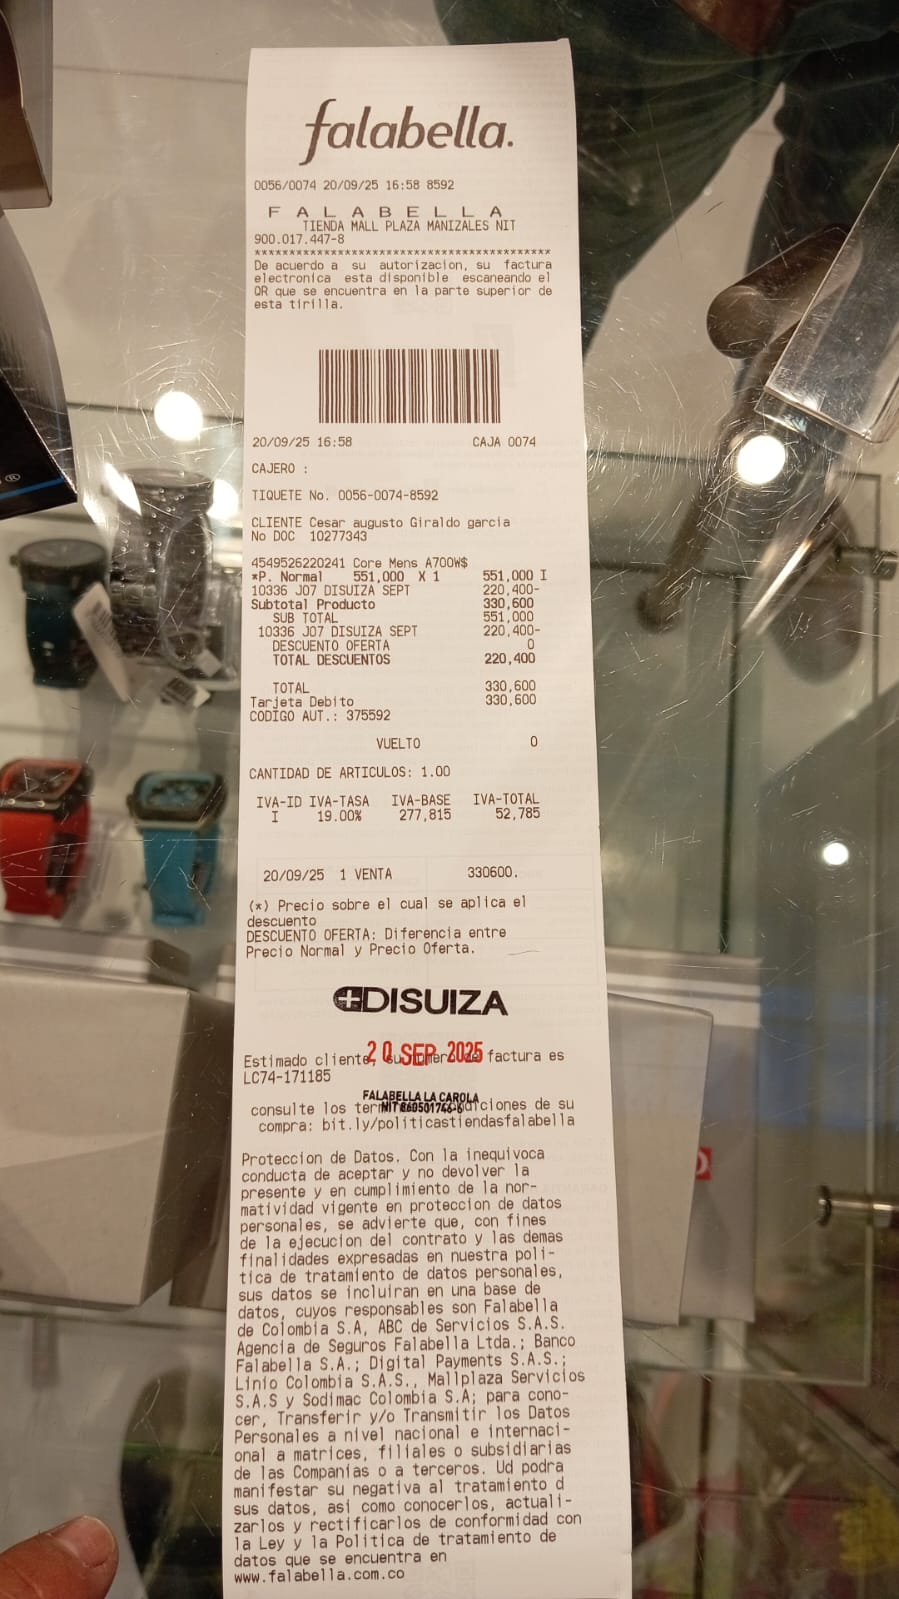 falabella.
0056/0074 20/09/25 16:58 8592
F A L A B E L L A
TIENDA MALL PLAZA MANIZALES NIT
900.017.447-8
******************************************
De acuerdo a su autorizacion, su factura
electronica esta disponible escaneando el
QR que se encuentra en la parte superior de
esta tirilla.
20/09/25 16:58 CAJA 0074
CAJERO :
TIQUETE No. 0056-0074-8592
CLIENTE Cesar augusto Giraldo garcia
No DOC 10277343
4549526220241 Core Mens A700W$
*P. Normal 551,000 X 1 551,000 I
10336 J07 DISUIZA SEPT 220,400-
Subtotal Producto 330,600
SUB TOTAL 551,000
10336 J07 DISUIZA SEPT 220,400-
DESCUENTO OFERTA 0
TOTAL DESCUENTOS 220,400
TOTAL 330,600
Tarjeta Debito 330,600
CODIGO AUT.: 375592
VUELTO 0
CANTIDAD DE ARTICULOS: 1.00
IVA-ID IVA-TASA IVA-BASE IVA-TOTAL
I 19.00% 277,815 52,785
20/09/25 1 VENTA 330600.
(*) Precio sobre el cual se aplica el
descuento
DESCUENTO OFERTA: Diferencia entre
Precio Normal y Precio Oferta.
DISUIZA
20 SEP 2025
Estimado cliente, su factura es
LC74-171185
FALABELLA LA CAROLA
consulte los de su
compra: bit.ly/politicastiendasfalabella
Proteccion de Datos. Con la inequivoca
conducta de aceptar y no devolver la
presente y en cumplimiento de la nor-
matividad vigente en proteccion de datos
personales, se advierte que, con fines
de la ejecucion del contrato y las demas
finalidades expresadas en nuestra poli-
tica de tratamiento de datos personales,
sus datos se incluiran en una base de
datos, cuyos responsables son Falabella
de Colombia S.A, ABC de Servicios S.A.S.
Agencia de Seguros Falabella Ltda.; Banco
Falabella S.A.; Digital Payments S.A.S.;
Linio Colombia S.A.S., Mallplaza Servicios
S.A.S y Sodimac Colombia S.A; para cono-
cer, Transferir y/o Transmitir los Datos
Personales a nivel nacional e internaci-
onal a matrices, filiales o subsidiarias
de las Companias o a terceros. Ud podra
manifestar su negativa al tratamiento d
sus datos, asi como conocerlos, actuali-
zarlos y rectificarlos de conformidad con
la Ley y la Politica de tratamiento de
datos que se encuentra en
www.falabella.com.co